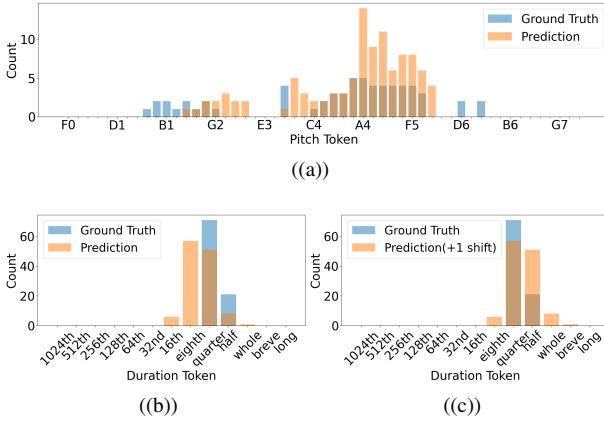 Ground Truth
Prediction
10
5
0
Count
F0 D1 B1 G2 E3 C4 A4 F5 D6 B6 G7
Pitch Token
((a))
Ground Truth
Prediction
60
40
20
0
Count
1024th 512th 256th 128th 64th 32nd 16th eighth quarter half whole breve long
Duration Token
((b))
Ground Truth
Prediction(+1 shift)
60
40
20
0
Count
1024th 512th 256th 128th 64th 32nd 16th eighth quarter half whole breve long
Duration Token
((c))